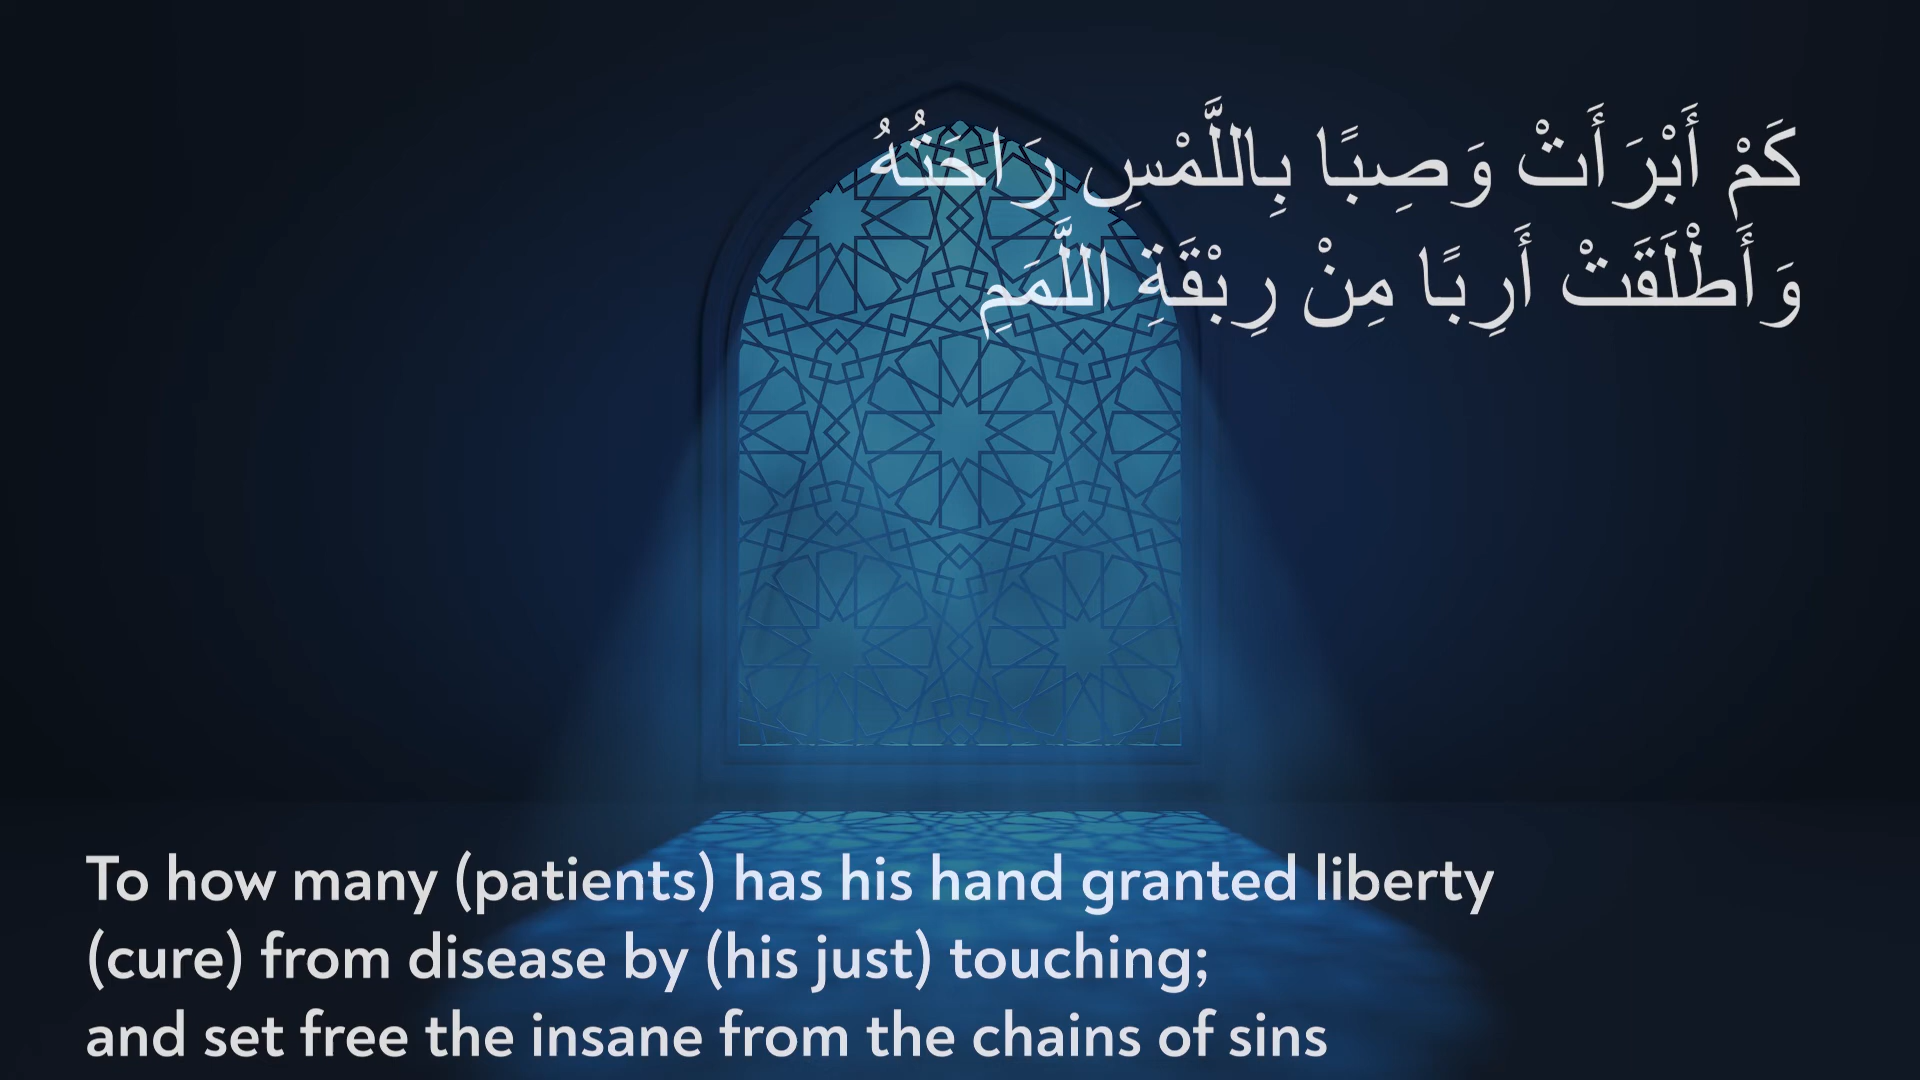 كَمْ أَبْرَأَتْ وَصِبًا بِاللَّمْسِ رَاحَتُهُ
وَأَطْلَقَتْ أَرِبًا مِنْ رِبْقَةِ اللَّمَمِ
To how many (patients) has his hand granted liberty
(cure) from disease by (his just) touching;
and set free the insane from the chains of sins